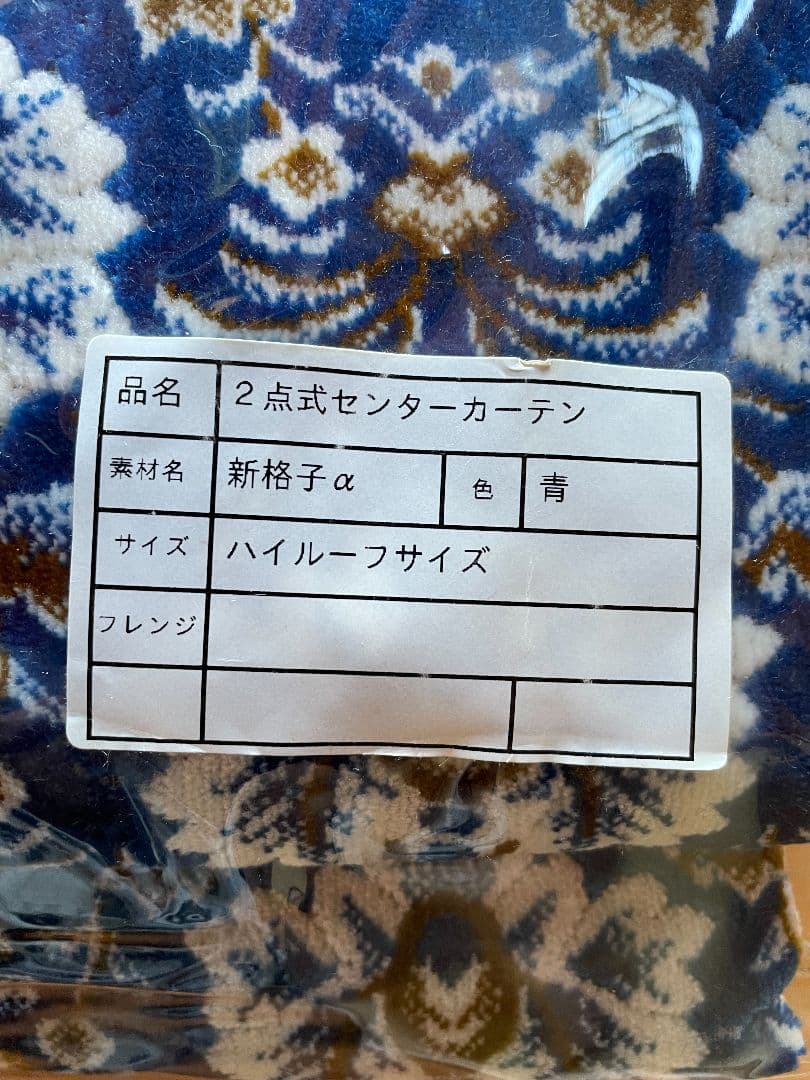 品名 2点式センターカーテン
素材名 新格子α 色 青
サイズ ハイルーフサイズ
フレンジ